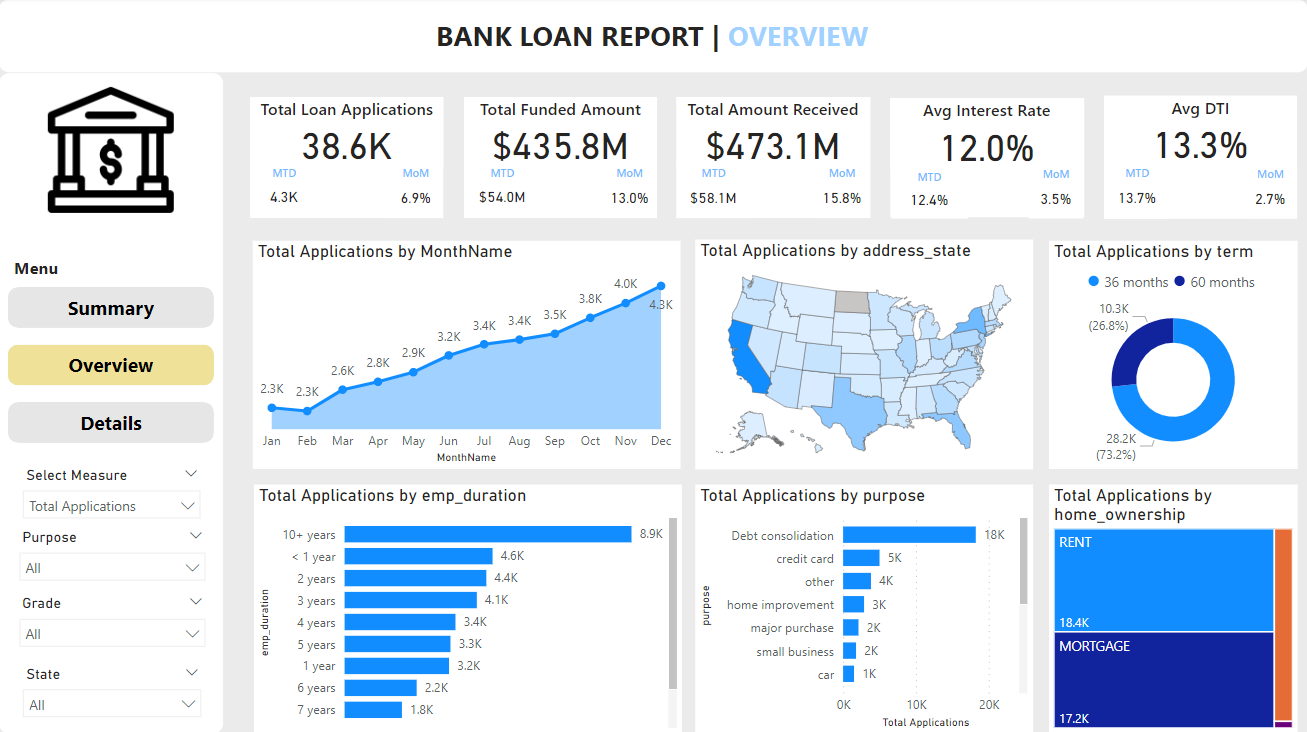 BANK LOAN REPORT | OVERVIEW
$
Menu
Summary
Overview
Details
Select Measure
Total Applications
Purpose
All
Grade
All
State
All
Total Loan Applications
38.6K
MTD MoM
4.3K 6.9%
Total Funded Amount
$435.8M
MTD MoM
$54.0M 13.0%
Total Amount Received
$473.1M
MTD MoM
$58.1M 15.8%
Avg Interest Rate
12.0%
MTD MoM
12.4% 3.5%
Avg DTI
13.3%
MTD MoM
13.7% 2.7%
Total Applications by MonthName
2.3K 2.3K 2.6K 2.8K 2.9K 3.2K 3.4K 3.4K 3.5K 3.8K 4.0K 4.3K
Jan Feb Mar Apr May Jun Jul Aug Sep Oct Nov Dec
MonthName
Total Applications by address_state
Total Applications by term
36 months 60 months
10.3K
(26.8%)
28.2K
(73.2%)
Total Applications by emp_duration
emp_duration
10+ years 8.9K
< 1 year 4.6K
2 years 4.4K
3 years 4.1K
4 years 3.4K
5 years 3.3K
1 year 3.2K
6 years 2.2K
7 years 1.8K
Total Applications by purpose
purpose
Debt consolidation 18K
credit card 5K
other 4K
home improvement 3K
major purchase 2K
small business 2K
car 1K
0K 10K 20K
Total Applications
Total Applications by
home_ownership
RENT
18.4K
MORTGAGE
17.2K